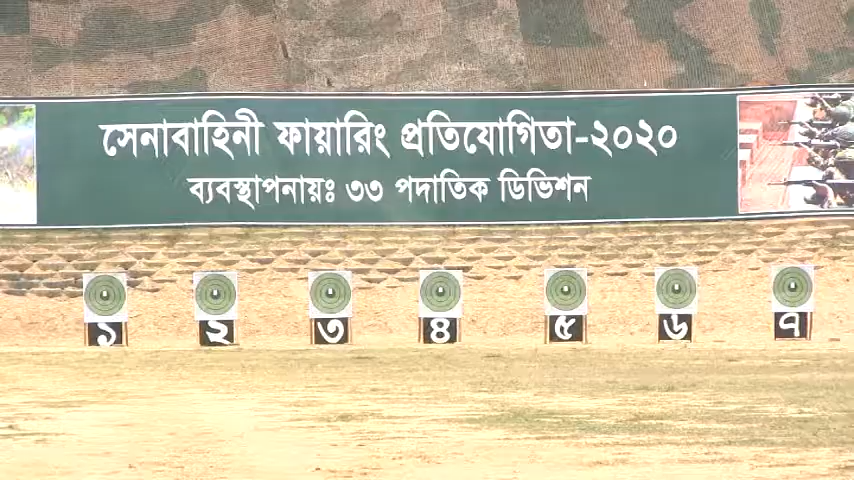 সেনাবাহিনী ফায়ারিং প্রতিযোগিতা-২০২০
ব্যবস্থাপনায়ঃ ৩৩ পদাতিক ডিভিশন
১ ২ ৩ ৪ ৫ ৬ ৭